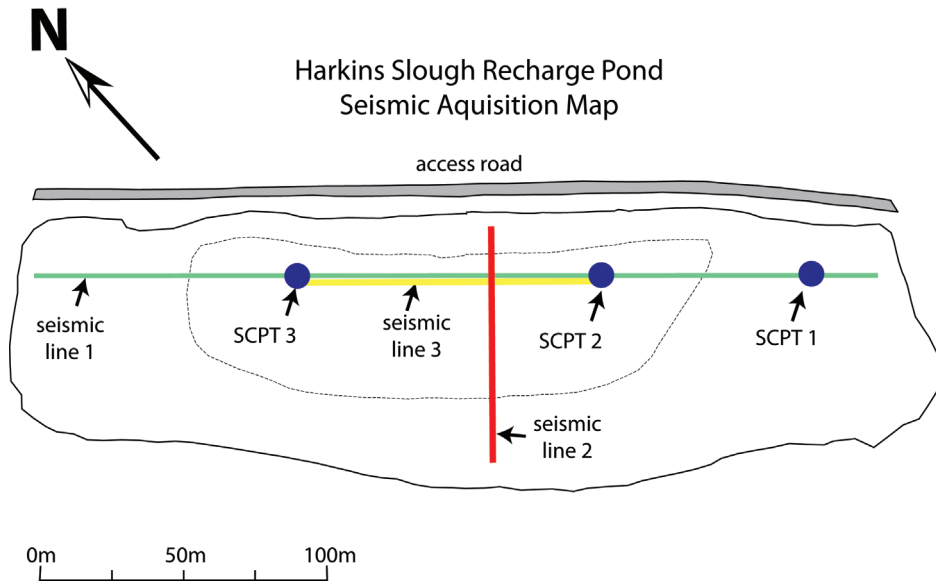 N
Harkins Slough Recharge Pond
Seismic Aquisition Map
access road
seismic
line 1
SCPT 3
seismic
line 3
SCPT 2
SCPT 1
seismic
line 2
0m 50m 100m